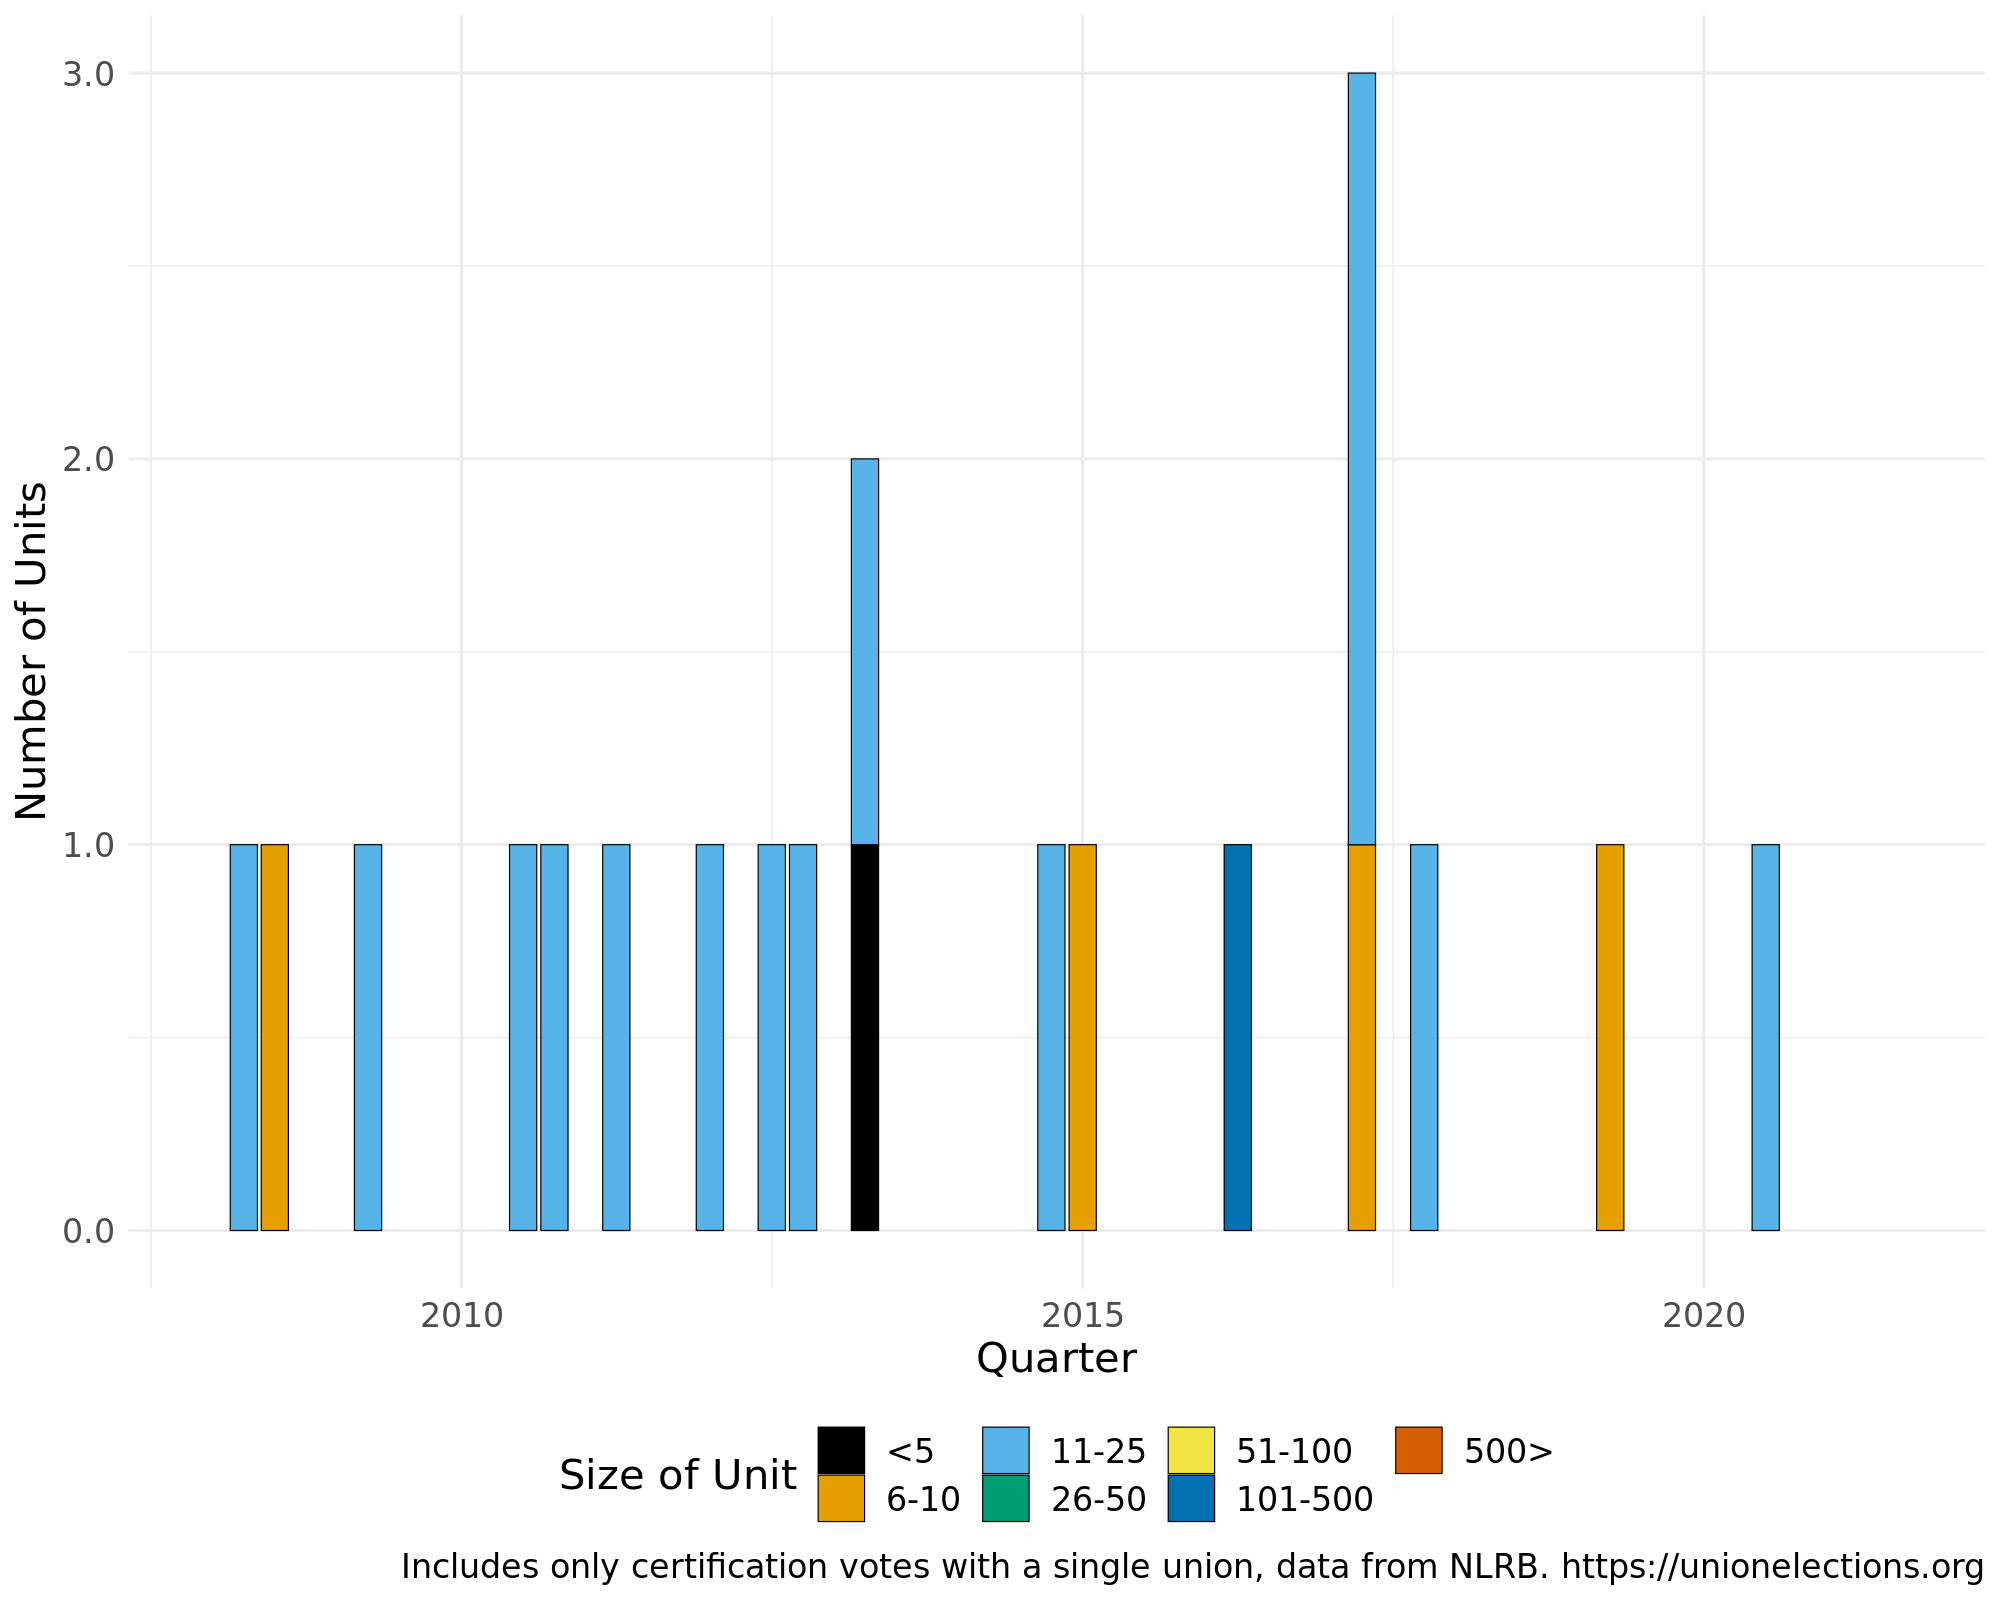 3.0
2.0
1.0
0.0
Number of Units
2010 2015 2020
Quarter
Size of Unit
<5 11-25 51-100 500>
6-10 26-50 101-500
Includes only certification votes with a single union, data from NLRB. https://unionelections.org